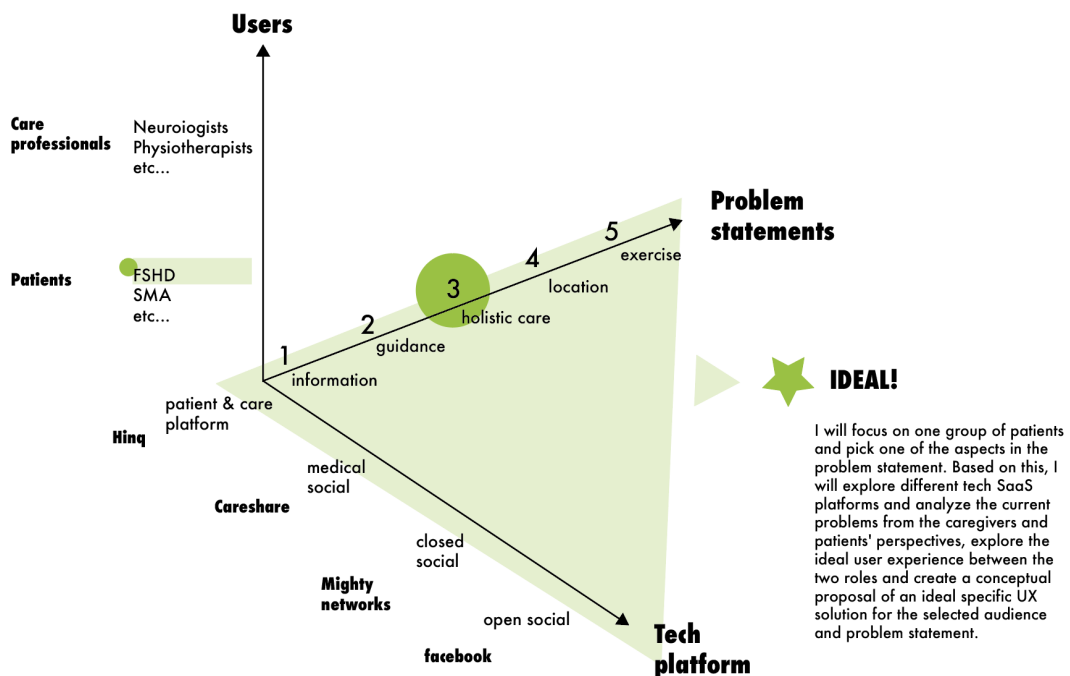 Users
Care
professionals
Neuroiogists
Physiotherapists
etc...
Patients
FSHD
SMA
etc...
Problem
statements
5
exercise
4
location
3
holistic care
2
guidance
1
information
patient & care
platform
Hinq
medical
social
Careshare
closed
social
Mighty
networks
open social
facebook
Tech
platform
IDEAL!
I will focus on one group of patients
and pick one of the aspects in the
problem statement. Based on this, I
will explore different tech SaaS
platforms and analyze the current
problems from the caregivers and
patients' perspectives, explore the
ideal user experience between the
two roles and create a conceptual
proposal of an ideal specific UX
solution for the selected audience
and problem statement.